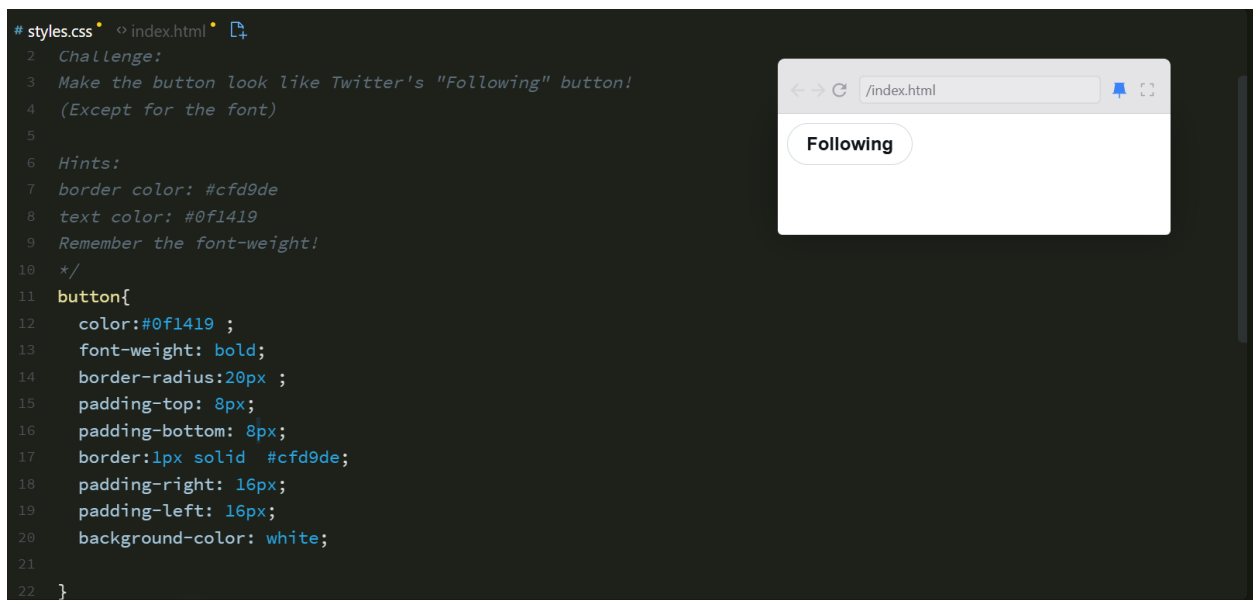 # styles.css index.html
2 Challenge:
3 Make the button look like Twitter's "Following" button!
4 (Except for the font)
5
6 Hints:
7 border color: #cfd9de
8 text color: #0f1419
9 Remember the font-weight!
10 */
11 button{
12 color:#0f1419 ;
13 font-weight: bold;
14 border-radius:20px ;
15 padding-top: 8px;
16 padding-bottom: 8px;
17 border:1px solid  #cfd9de;
18 padding-right: 16px;
19 padding-left: 16px;
20 background-color: white;
21
22 }
/index.html
Following